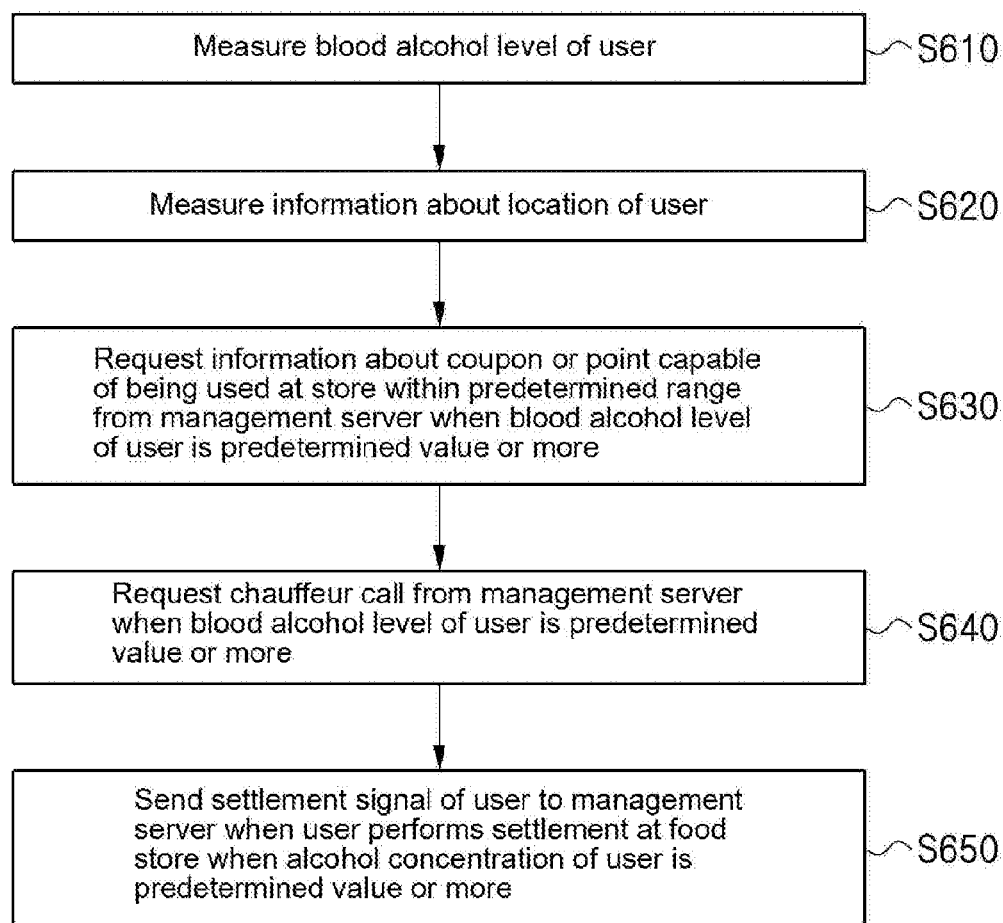 Measure blood alcohol level of user
S610
Measure information about location of user
S620
Request information about coupon or point capable
of being used at store within predetermined range
from management server when blood alcohol level
of user is predetermined value or more
S630
Request chauffeur call from management server
when blood alcohol level of user is predetermined
value or more
S640
Send settlement signal of user to management
server when user performs settlement at food
store when alcohol concentration of user is
predetermined value or more
S650